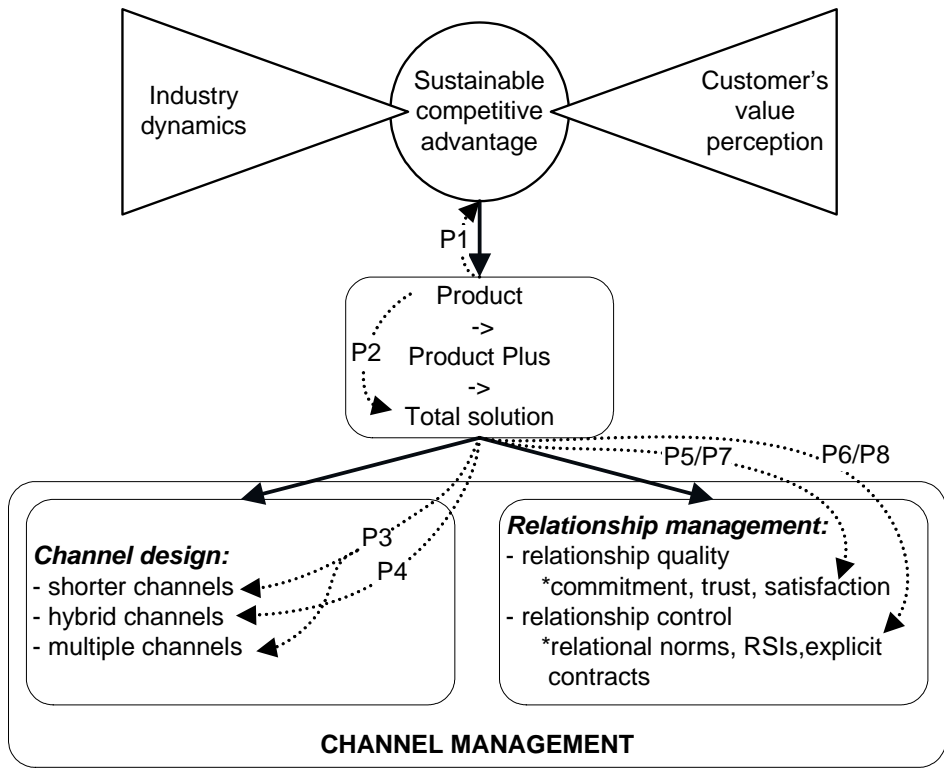 Industry
dynamics
Sustainable
competitive
advantage
Customer's
value
perception
P1
Product
->
P2
Product Plus
->
Total solution
P5/P7
P6/P8
Channel design:
- shorter channels
- hybrid channels
- multiple channels
P3
P4
Relationship management:
- relationship quality
*commitment, trust, satisfaction
- relationship control
*relational norms, RSIs,explicit
contracts
CHANNEL MANAGEMENT